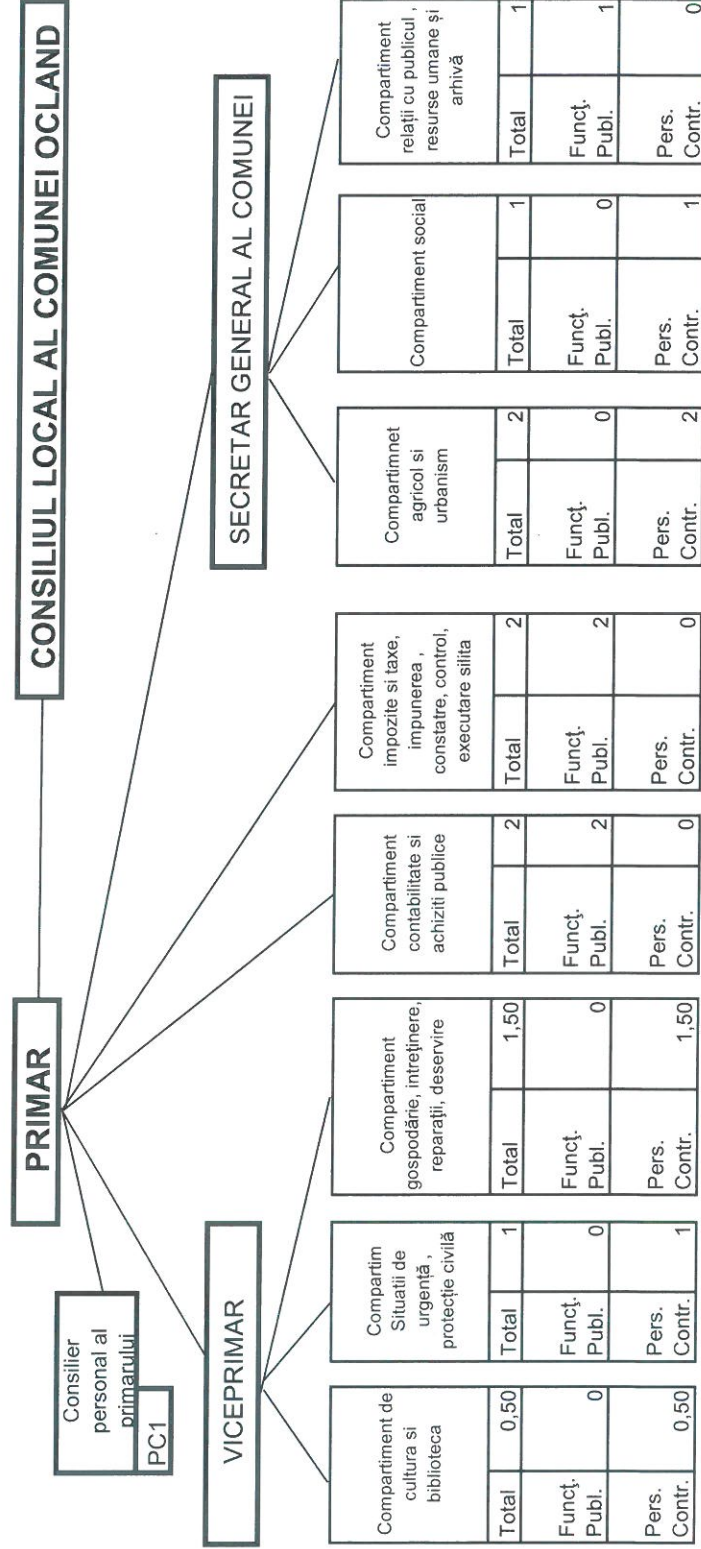 CONSILIUL LOCAL AL COMUNEI OCLAND
PRIMAR
Consilier
personal al
primarului
PC1
VICEPRIMAR
SECRETAR GENERAL AL COMUNEI
Compartiment de
cultura si
biblioteca
Total 0,50
Funcţ.
Publ. 0
Pers.
Contr. 0,50
Compartim
Situatii de
urgență ,
protecție civilă
Total 1
Funcţ.
Publ. 0
Pers.
Contr. 1
Compartiment
gospodărie, intreținere,
reparații, deservire
Total 1,50
Funcţ.
Publ. 0
Pers.
Contr. 1,50
Compartiment
contabilitate si
achiziti publice
Total 2
Funcţ.
Publ. 2
Pers.
Contr. 0
Compartiment
impozite si taxe,
impunerea ,
constatre, control,
executare silita
Total 2
Funcţ.
Publ. 2
Pers.
Contr. 0
Compartimnet
agricol si
urbanism
Total 2
Funcţ.
Publ. 0
Pers.
Contr. 2
Compartiment social
Total 1
Funcţ.
Publ. 0
Pers.
Contr. 1
Compartiment
relații cu publicul ,
resurse umane și
arhivă
Total 1
Funcţ.
Publ. 1
Pers.
Contr. 0